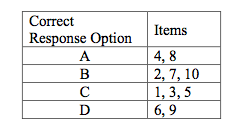 Correct
Response Option Items
A 4, 8
B 2, 7, 10
C 1, 3, 5
D 6, 9